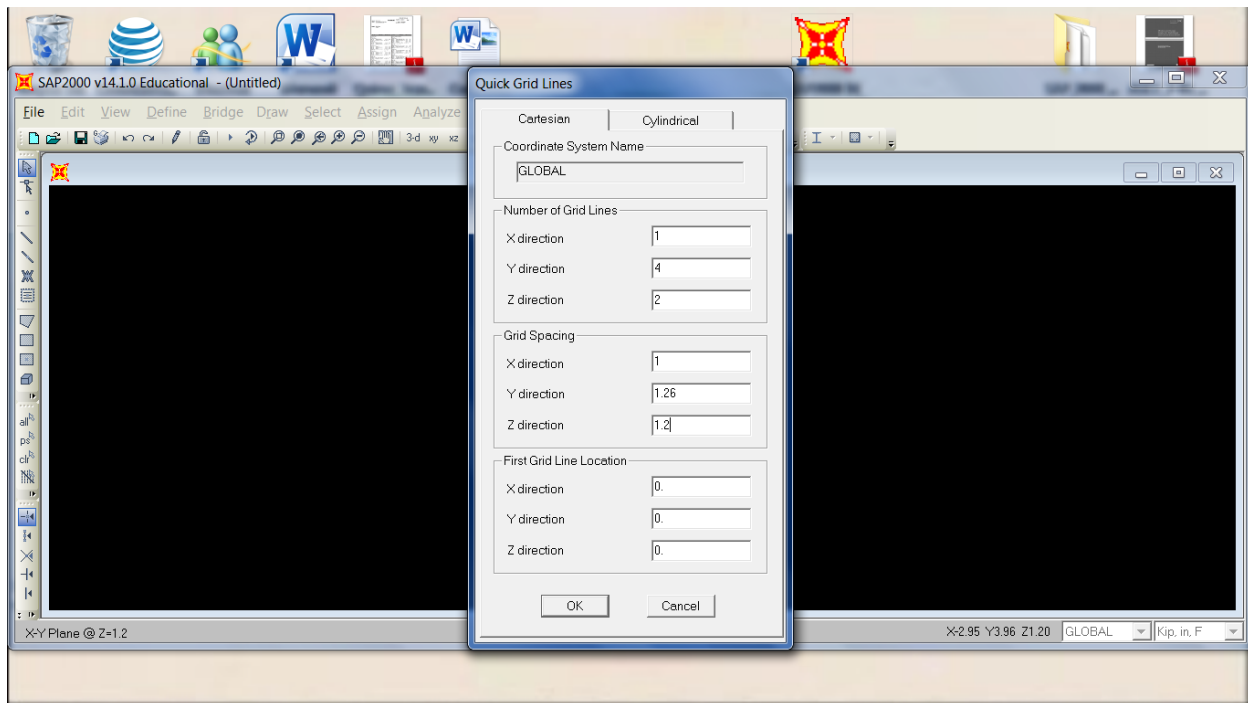 W
W
SAP2000 v14.1.0 Educational - (Untitled)
File Edit View Define Bridge Draw Select Assign Analyze
3-d xy xz
all
ps
clr
Quick Grid Lines
Cartesian
Cylindrical
Coordinate System Name
GLOBAL
Number of Grid Lines
X direction 1
Y direction 4
Z direction 2
Grid Spacing
X direction 1
Y direction 1.26
Z direction 1.2
First Grid Line Location
X direction 0.
Y direction 0.
Z direction 0.
OK Cancel
X-Y Plane @ Z=1.2
X-2.95 Y3.96 Z1.20 GLOBAL Kip, in, F